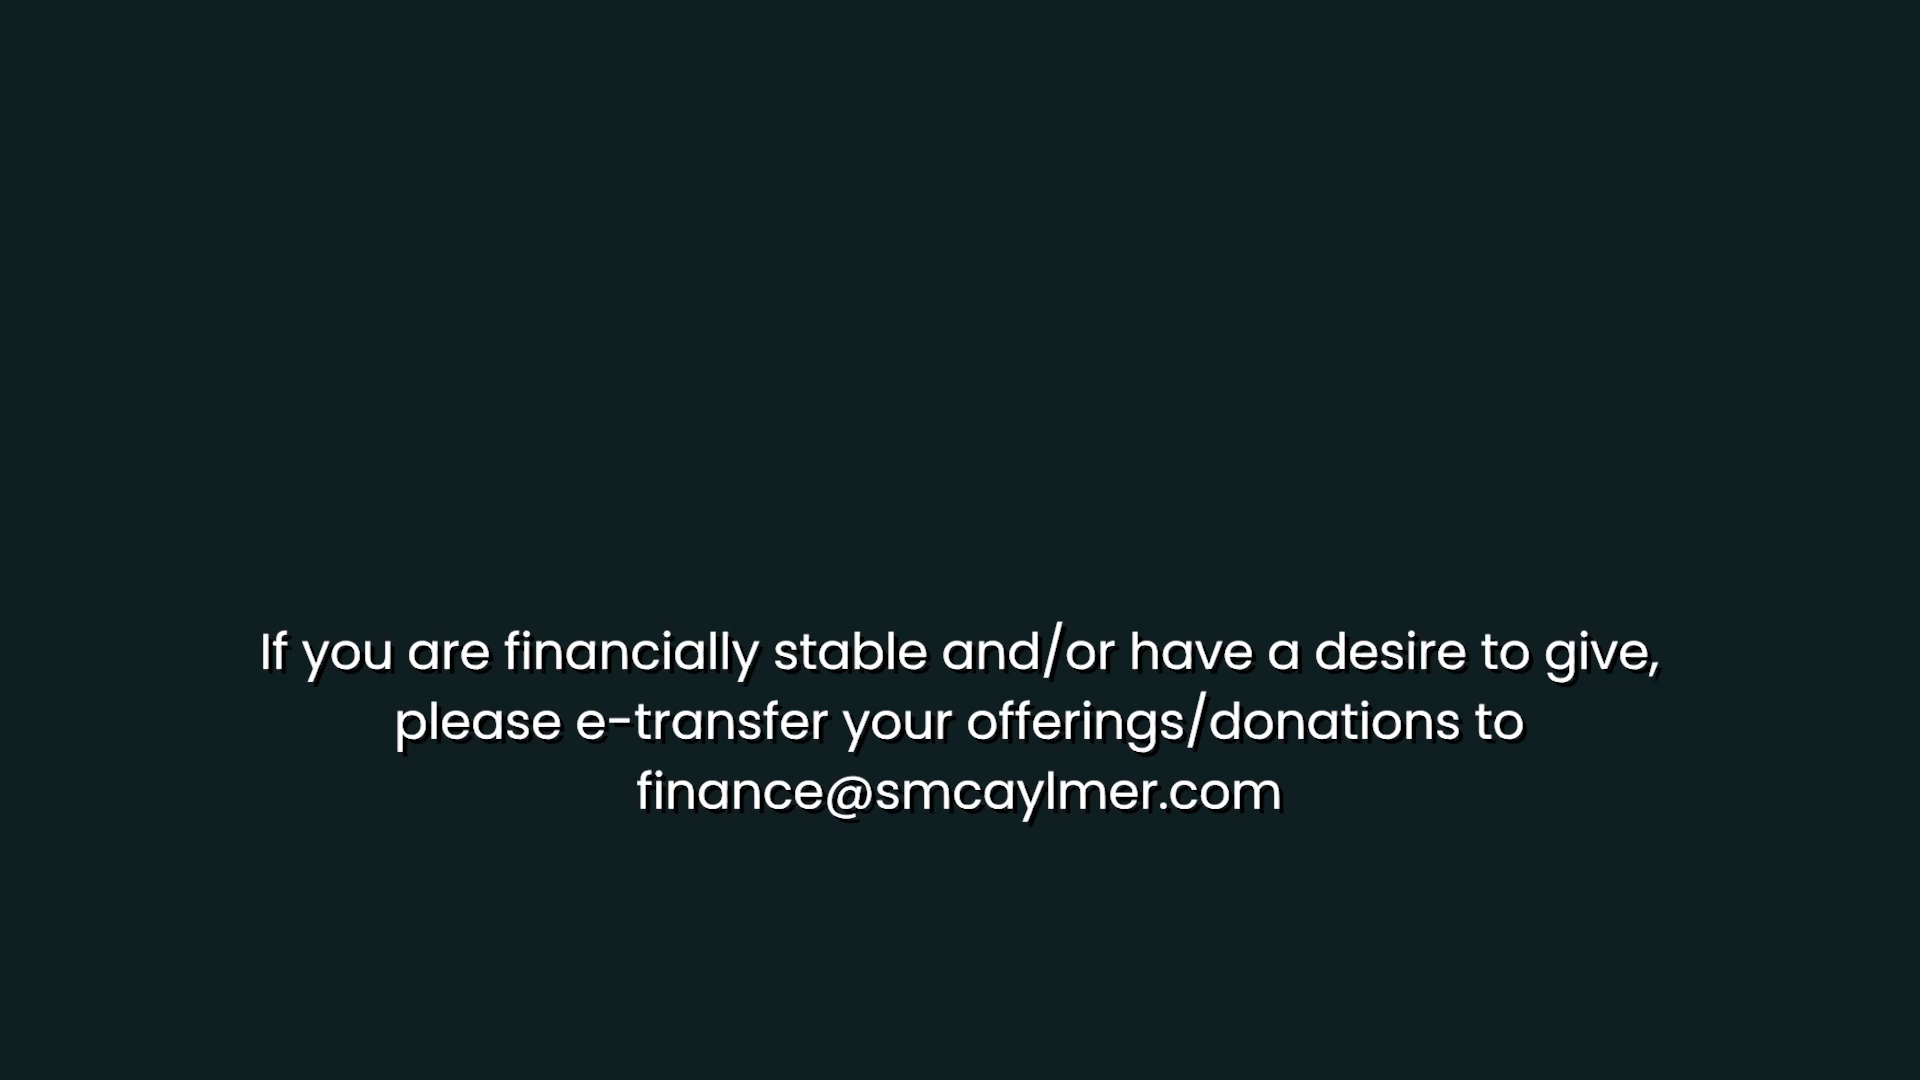 If you are financially stable and/or have a desire to give,
please e-transfer your offerings/donations to
finance@smcaylmer.com